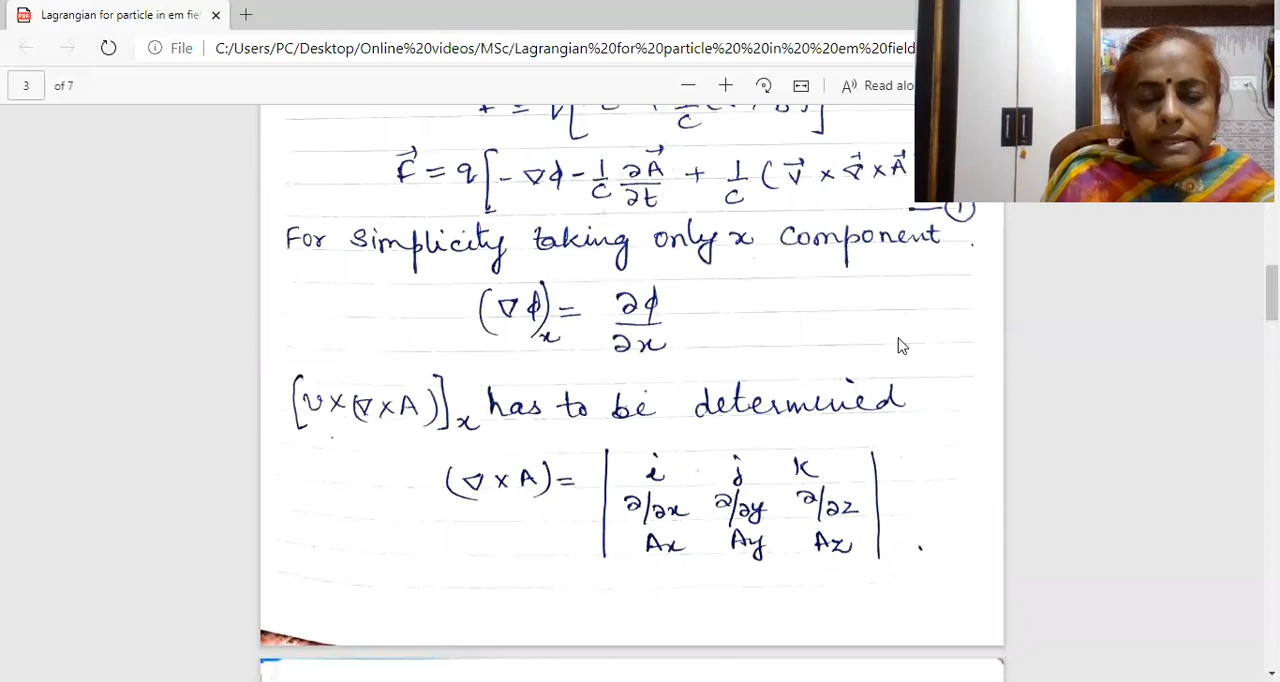 Lagrangian for particle in em fie
File
C:/Users/PC/Desktop/Online%20videos/MSc/Lagrangian%20for%20particle%20%20in%20%20em%20field
3 of 7
Read alo
F = q[ - ∇ϕ - 1/C ∂A/∂t + 1/C ( V × ∇ × A
①
For simplicity taking only x component .
(∇ϕ)x = ∂ϕ/∂x
[v×(∇×A)]x has to be determined
(∇ × A) = | i j k
∂/∂x ∂/∂y ∂/∂z
Ax Ay Az | .